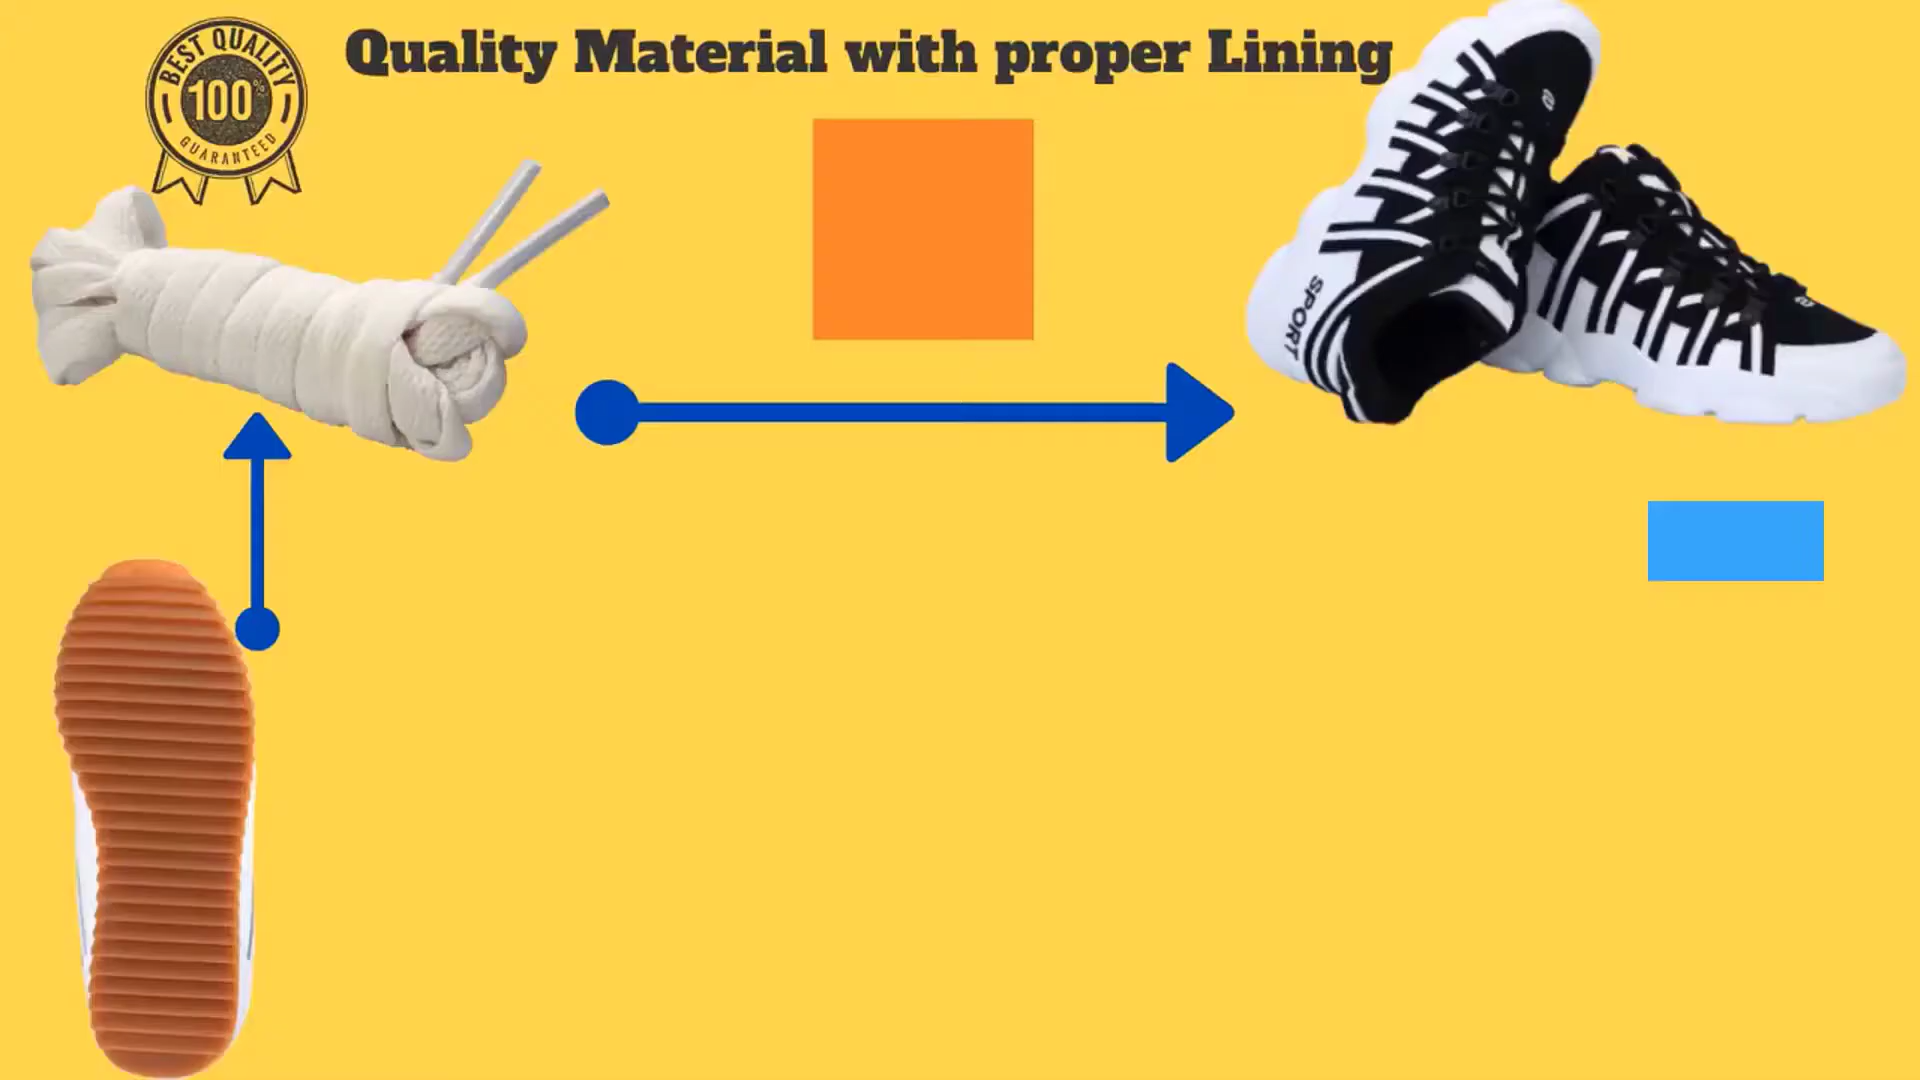 BEST QUALITY
100%
GUARANTEED
Quality Material with proper Lining
SPORT